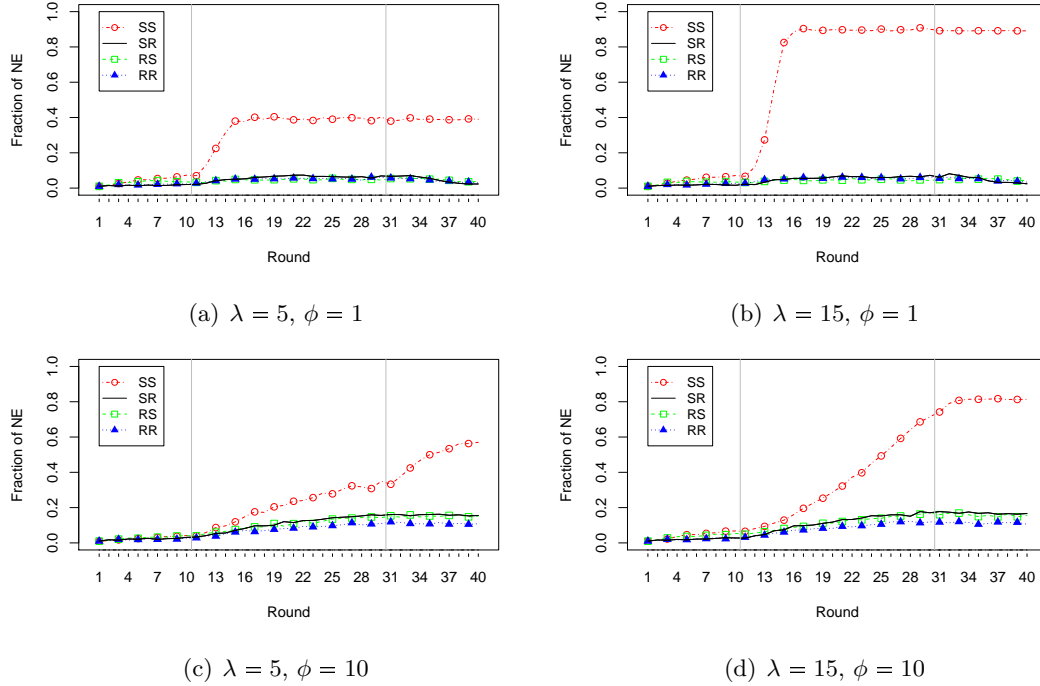 Fraction of NE
0.0 0.2 0.4 0.6 0.8 1.0
SS
SR
RS
RR
1 4 7 10 13 16 19 22 25 28 31 34 37 40
Round
(a) λ = 5, ϕ = 1
Fraction of NE
0.0 0.2 0.4 0.6 0.8 1.0
SS
SR
RS
RR
1 4 7 10 13 16 19 22 25 28 31 34 37 40
Round
(b) λ = 15, ϕ = 1
Fraction of NE
0.0 0.2 0.4 0.6 0.8 1.0
SS
SR
RS
RR
1 4 7 10 13 16 19 22 25 28 31 34 37 40
Round
(c) λ = 5, ϕ = 10
Fraction of NE
0.0 0.2 0.4 0.6 0.8 1.0
SS
SR
RS
RR
1 4 7 10 13 16 19 22 25 28 31 34 37 40
Round
(d) λ = 15, ϕ = 10